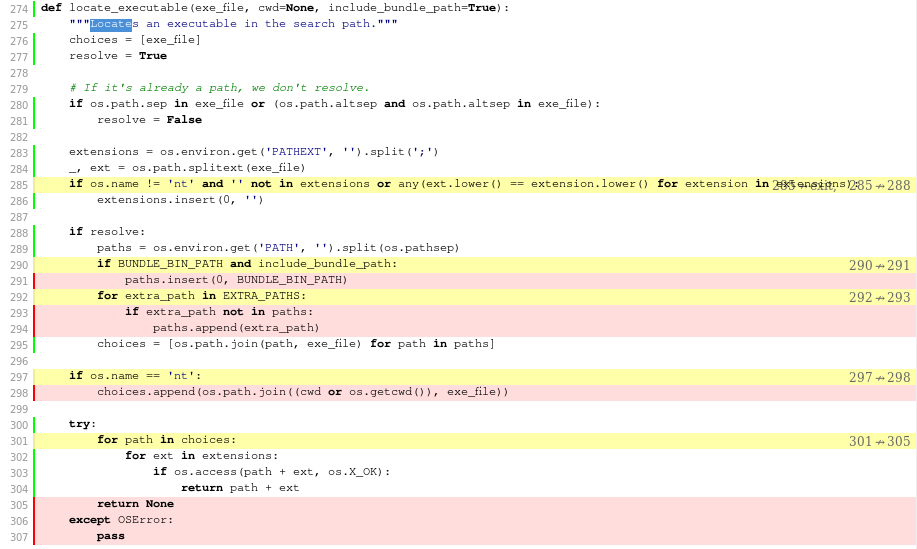 274 def locate_executable(exe_file, cwd=None, include_bundle_path=True):
275     """Locates an executable in the search path."""
276     choices = [exe_file]
277     resolve = True
278
279     # If it's already a path, we don't resolve.
280     if os.path.sep in exe_file or (os.path.altsep and os.path.altsep in exe_file):
281         resolve = False
282
283     extensions = os.environ.get('PATHEXT', '').split(';')
284     _, ext = os.path.splitext(exe_file)
285     if os.name != 'nt' and '' not in extensions or any(ext.lower() == extension.lower() for extension in extensions): 285↛exit, 285↛288
286         extensions.insert(0, '')
287
288     if resolve:
289         paths = os.environ.get('PATH', '').split(os.pathsep)
290         if BUNDLE_BIN_PATH and include_bundle_path: 290↛291
291             paths.insert(0, BUNDLE_BIN_PATH)
292         for extra_path in EXTRA_PATHS: 292↛293
293             if extra_path not in paths:
294                 paths.append(extra_path)
295         choices = [os.path.join(path, exe_file) for path in paths]
296
297     if os.name == 'nt': 297↛298
298         choices.append(os.path.join((cwd or os.getcwd()), exe_file))
299
300     try:
301         for path in choices: 301↛305
302             for ext in extensions:
303                 if os.access(path + ext, os.X_OK):
304                     return path + ext
305         return None
306     except OSError:
307         pass